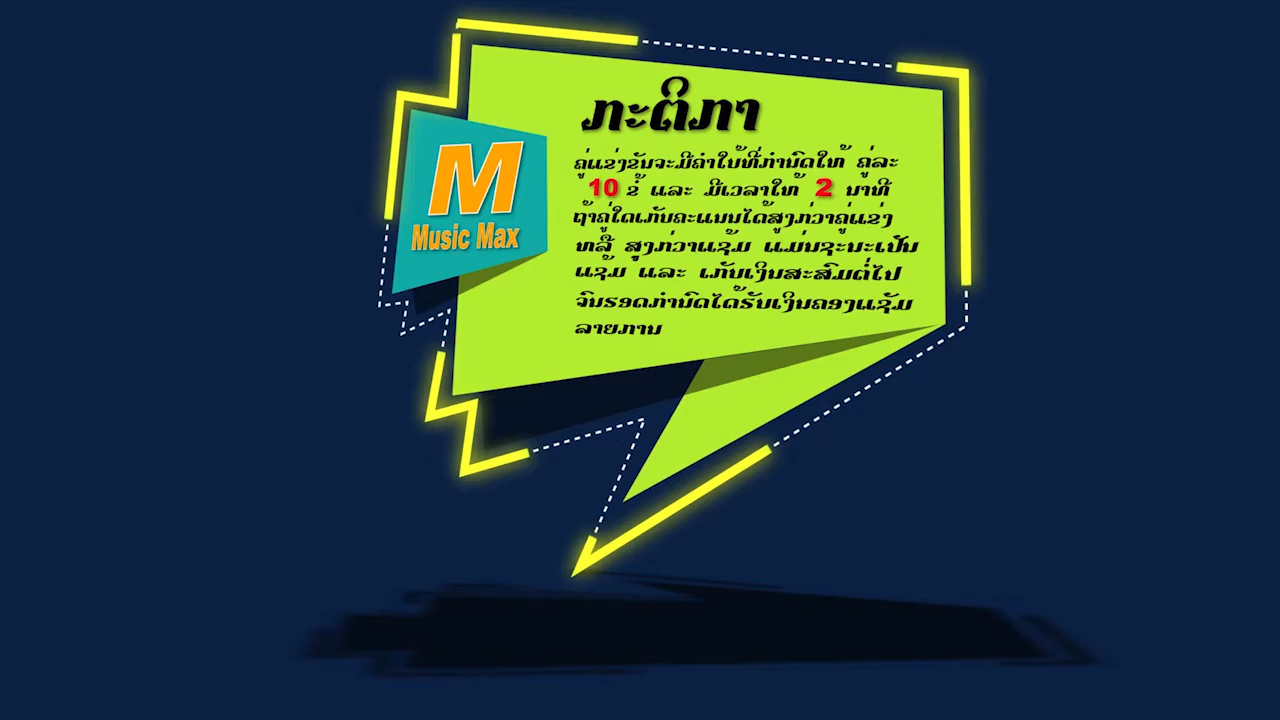 ກະຕິກາ
ຄູ່ແຂ່ງຂັນຈະມີຄຳໃບ້ທີ່ກຳນົດໃຫ້ ຄູ່ລະ
10 ຂໍ້ ແລະ ມີເວລາໃຫ້ 2 ນາທີ
ຖ້າຄູ່ໃດເກັບຄະແນນໄດ້ສູງກ່ວາຄູ່ແຂ່ງ
ຫລື ສູງກ່ວາແຊ້ມ ແມ່ນຊະນະເປັນ
ແຊ້ມ ແລະ ເກັບເງິນສະສົມຕໍ່ໄປ
ຈົນຮອດກຳນົດໄດ້ຮັບເງິນຄອງແຊ້ມ
ລາຍການ
M
Music Max